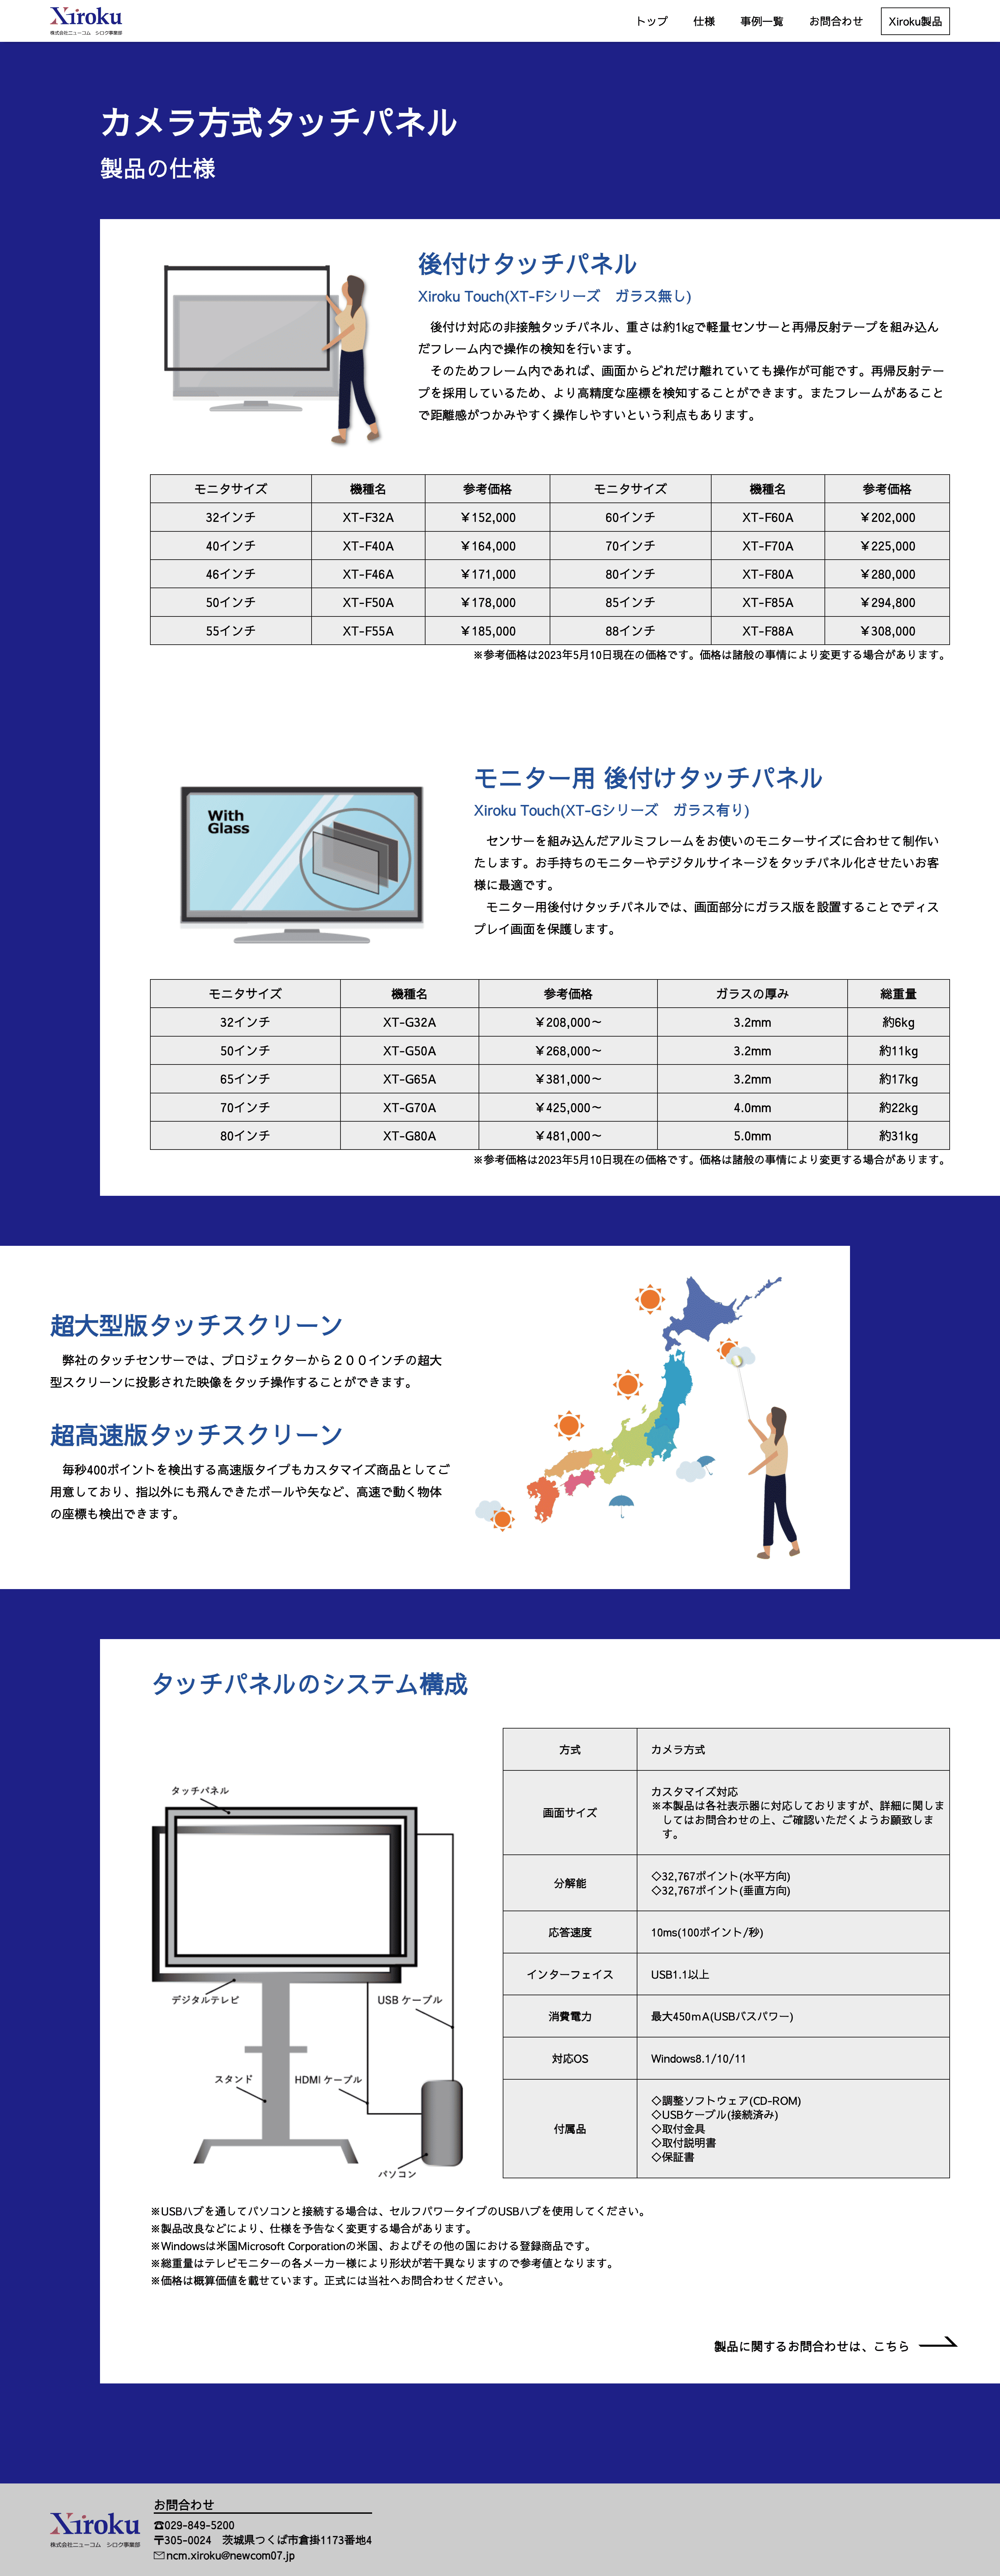 Xiroku
株式会社ニューコム　シロク事業部
トップ　仕様　事例一覧　お問合わせ　Xiroku製品
カメラ方式タッチパネル
製品の仕様
後付けタッチパネル
Xiroku Touch(XT-Fシリーズ　ガラス無し)
　後付け対応の非接触タッチパネル、重さは約1kgで軽量センサーと再帰反射テープを組み込ん
だフレーム内で操作の検知を行います。
　そのためフレーム内であれば、画面からどれだけ離れていても操作が可能です。再帰反射テー
プを採用しているため、より高精度な座標を検知することができます。またフレームがあること
で距離感がつかみやすく操作しやすいという利点もあります。
モニタサイズ　機種名　参考価格　モニタサイズ　機種名　参考価格
32インチ　XT-F32A　￥152,000　60インチ　XT-F60A　￥202,000
40インチ　XT-F40A　￥164,000　70インチ　XT-F70A　￥225,000
46インチ　XT-F46A　￥171,000　80インチ　XT-F80A　￥280,000
50インチ　XT-F50A　￥178,000　85インチ　XT-F85A　￥294,800
55インチ　XT-F55A　￥185,000　88インチ　XT-F88A　￥308,000
※参考価格は2023年5月10日現在の価格です。価格は諸般の事情により変更する場合があります。
With
Glass
モニター用 後付けタッチパネル
Xiroku Touch(XT-Gシリーズ　ガラス有り)
　センサーを組み込んだアルミフレームをお使いのモニターサイズに合わせて制作い
たします。お手持ちのモニターやデジタルサイネージをタッチパネル化させたいお客
様に最適です。
　モニター用後付けタッチパネルでは、画面部分にガラス版を設置することでディス
プレイ画面を保護します。
モニタサイズ　機種名　参考価格　ガラスの厚み　総重量
32インチ　XT-G32A　￥208,000～　3.2mm　約6kg
50インチ　XT-G50A　￥268,000～　3.2mm　約11kg
65インチ　XT-G65A　￥381,000～　3.2mm　約17kg
70インチ　XT-G70A　￥425,000～　4.0mm　約22kg
80インチ　XT-G80A　￥481,000～　5.0mm　約31kg
※参考価格は2023年5月10日現在の価格です。価格は諸般の事情により変更する場合があります。
超大型版タッチスクリーン
　弊社のタッチセンサーでは、プロジェクターから２００インチの超大
型スクリーンに投影された映像をタッチ操作することができます。
超高速版タッチスクリーン
　毎秒400ポイントを検出する高速版タイプもカスタマイズ商品としてご
用意しており、指以外にも飛んできたボールや矢など、高速で動く物体
の座標も検出できます。
タッチパネルのシステム構成
タッチパネル
デジタルテレビ
USB ケーブル
スタンド
HDMI ケーブル
パソコン
方式　カメラ方式
画面サイズ　カスタマイズ対応
※本製品は各社表示器に対応しておりますが、詳細に関しま
してはお問合わせの上、ご確認いただくようお願致しま
す。
分解能　◇32,767ポイント(水平方向)
◇32,767ポイント(垂直方向)
応答速度　10ms(100ポイント/秒)
インターフェイス　USB1.1以上
消費電力　最大450mA(USBバスパワー)
対応OS　Windows8.1/10/11
付属品　◇調整ソフトウェア(CD-ROM)
◇USBケーブル(接続済み)
◇取付金具
◇取付説明書
◇保証書
※USBハブを通してパソコンと接続する場合は、セルフパワータイプのUSBハブを使用してください。
※製品改良などにより、仕様を予告なく変更する場合があります。
※Windowsは米国Microsoft Corporationの米国、およびその他の国における登録商品です。
※総重量はテレビモニターの各メーカー様により形状が若干異なりますので参考値となります。
※価格は概算価値を載せています。正式には当社へお問合わせください。
製品に関するお問合わせは、こちら
Xiroku
株式会社ニューコム　シロク事業部
お問合わせ
☎029-849-5200
〒305-0024　茨城県つくば市倉掛1173番地4
ncm.xiroku@newcom07.jp